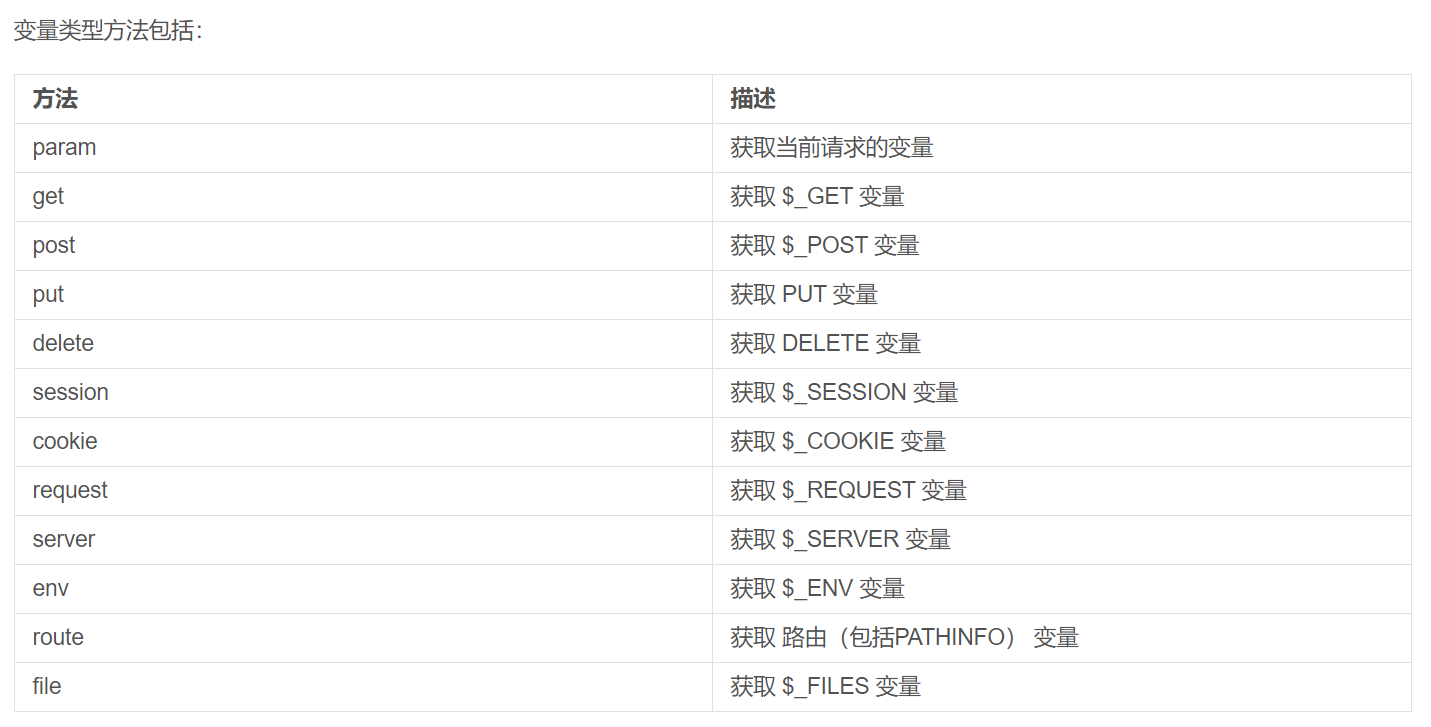 变量类型方法包括：
方法 描述
param 获取当前请求的变量
get 获取 $_GET 变量
post 获取 $_POST 变量
put 获取 PUT 变量
delete 获取 DELETE 变量
session 获取 $_SESSION 变量
cookie 获取 $_COOKIE 变量
request 获取 $_REQUEST 变量
server 获取 $_SERVER 变量
env 获取 $_ENV 变量
route 获取 路由（包括PATHINFO） 变量
file 获取 $_FILES 变量